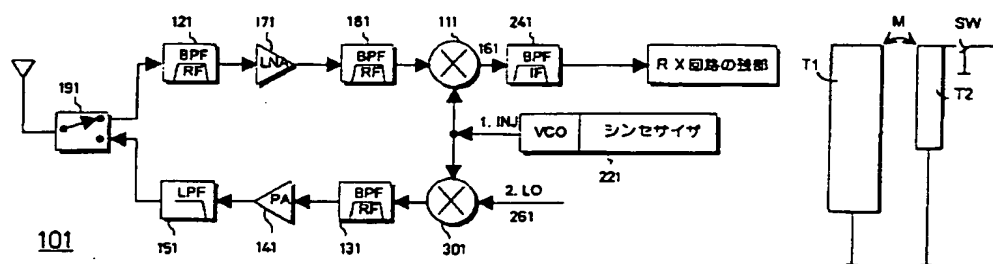 121
171
181
111
161
241
BPF
RF
LNA
BPF
RF
BPF
IF
RX回路の残部
191
1. INJ
VCO
シンセサイザ
221
LPF
PA
BPF
RF
2. LO
261
151
141
131
301
101
M
SW
T1
T2